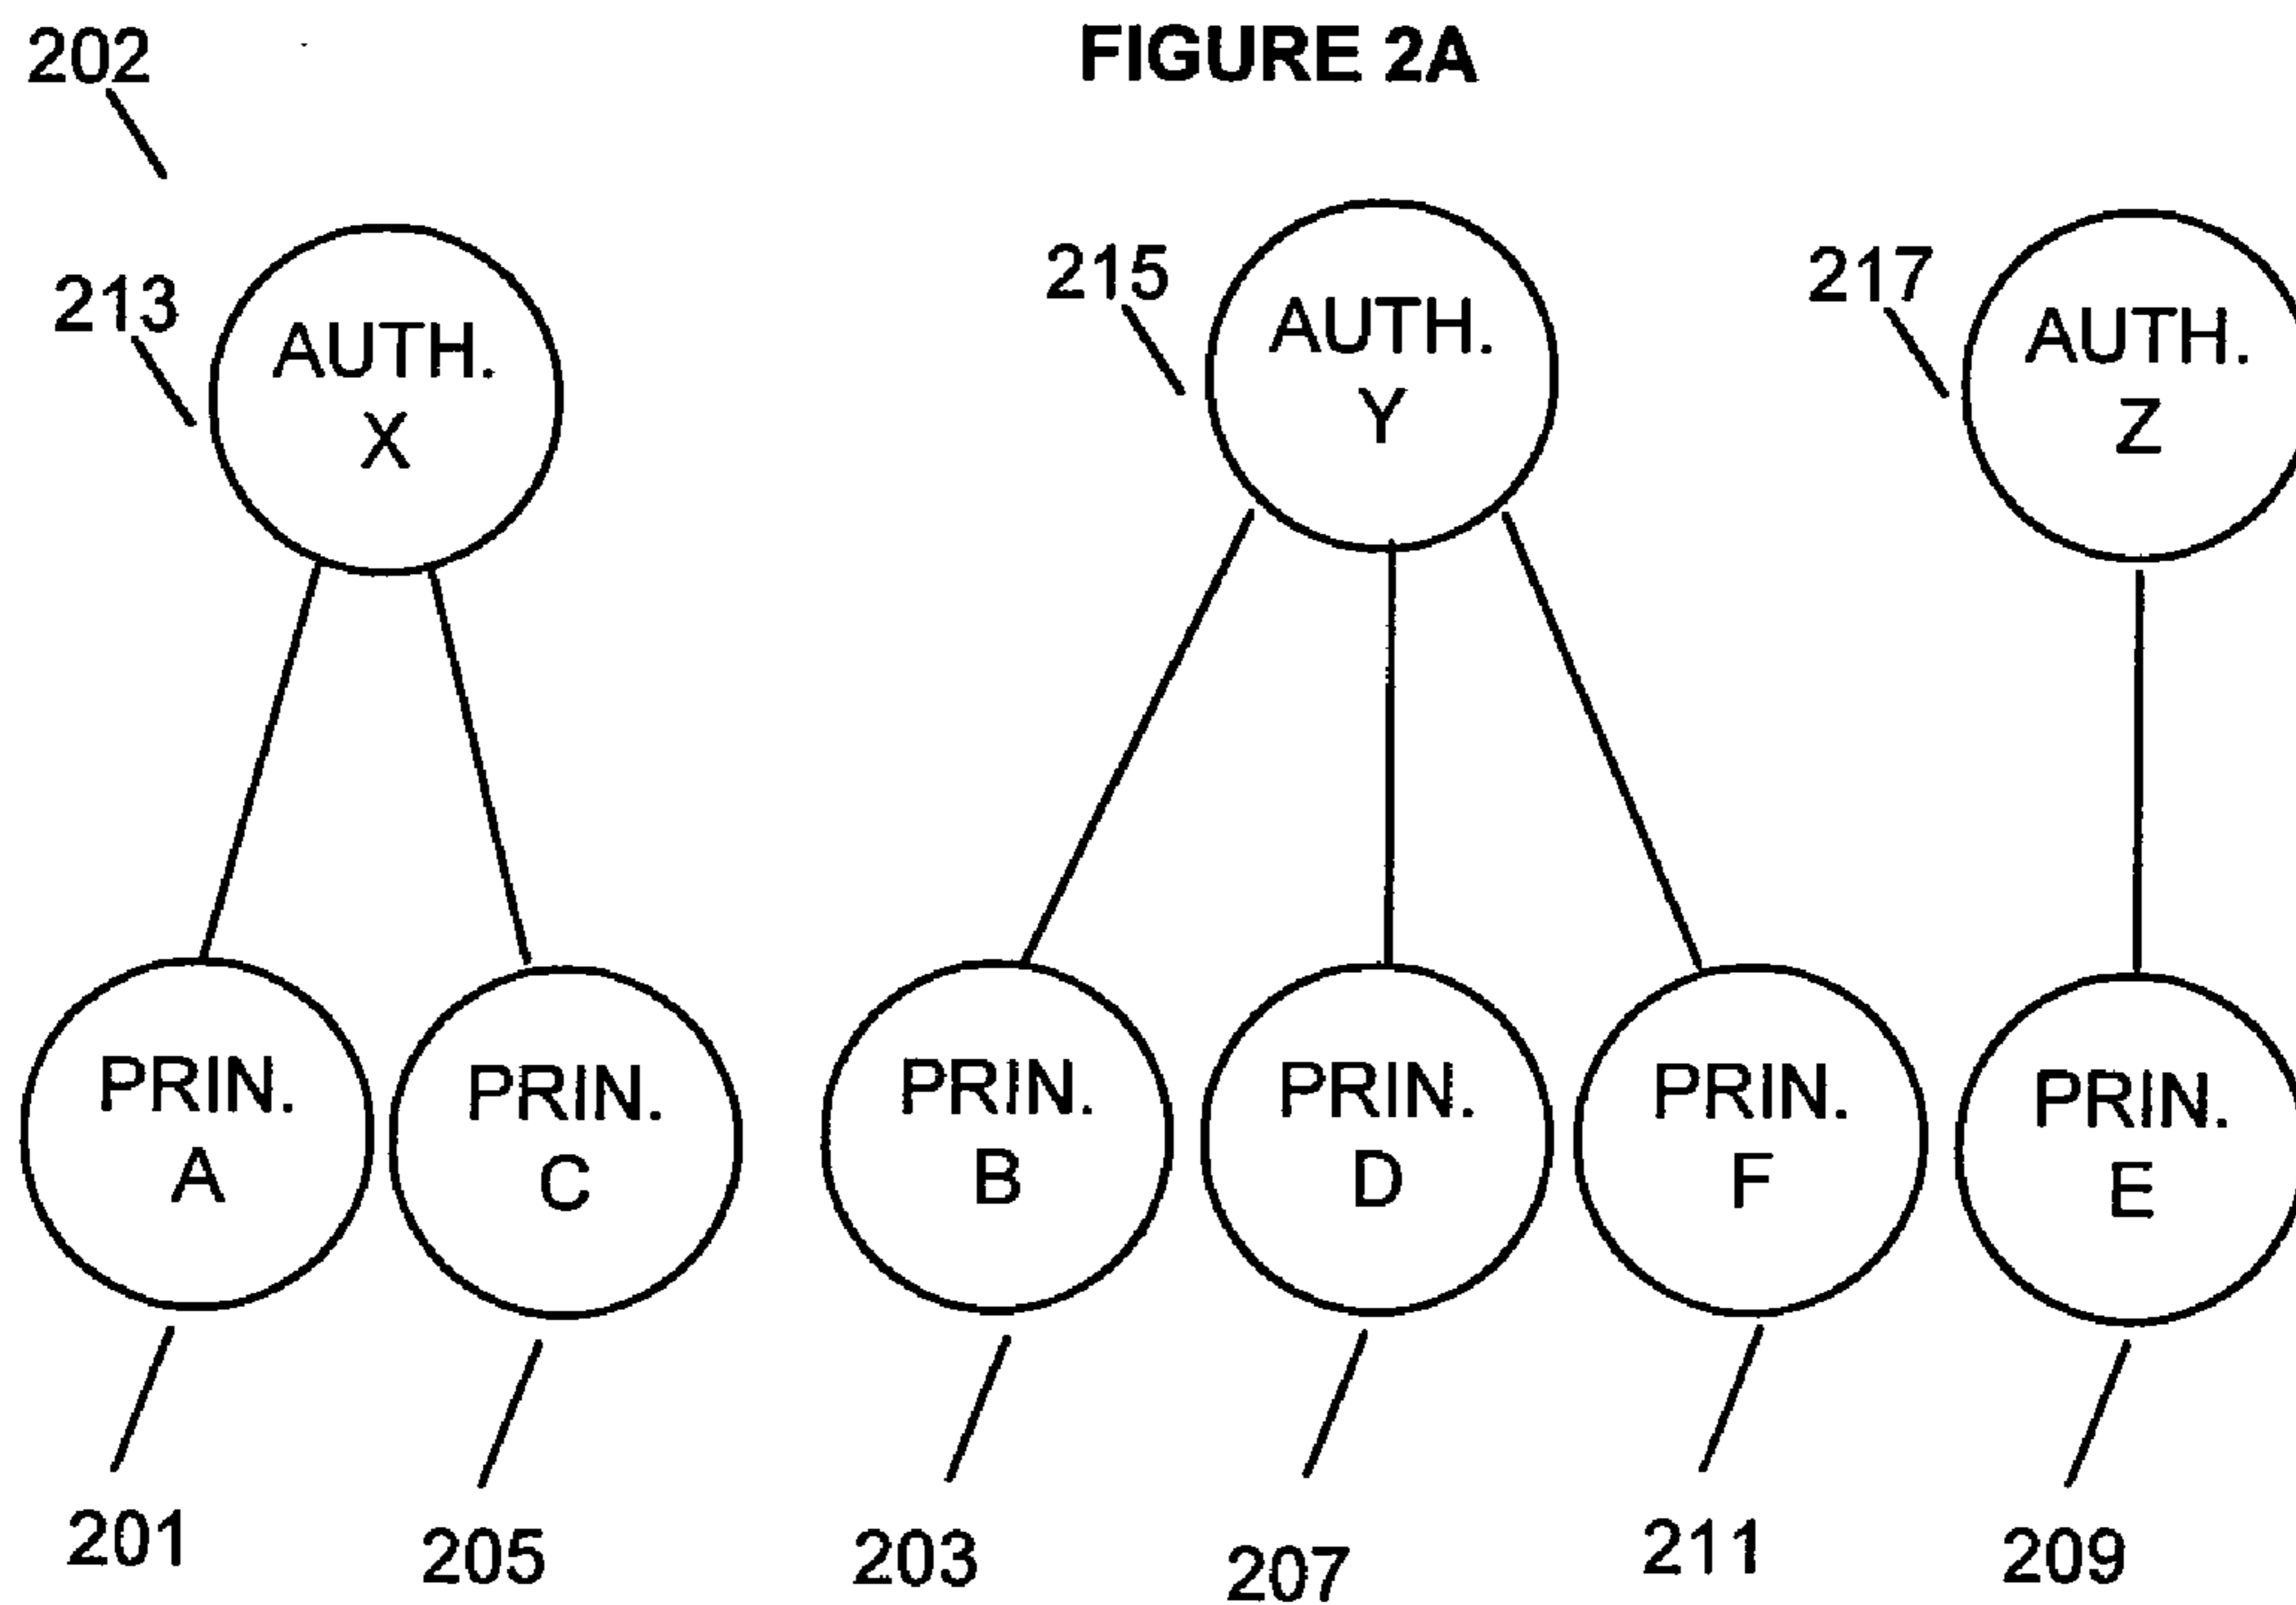 202
FIGURE 2A
213
AUTH.
X
215
AUTH.
Y
217
AUTH.
Z
PRIN.
A
PRIN.
C
PRIN.
B
PRIN.
D
PRIN.
F
PRIN.
E
201
205
203
207
211
209